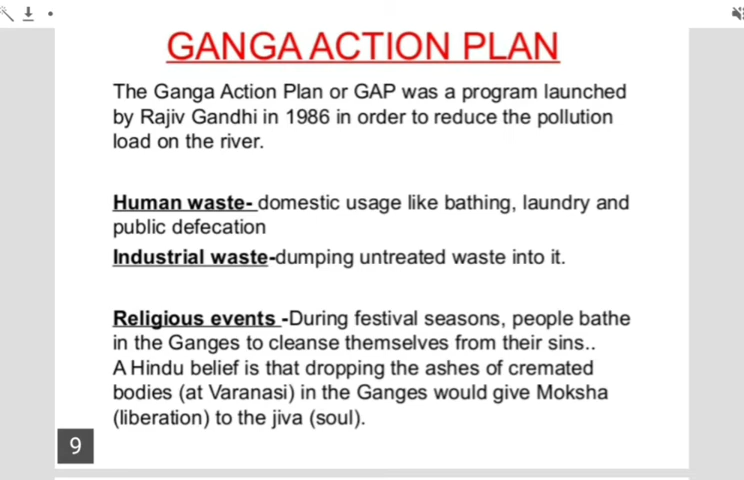 GANGA ACTION PLAN
The Ganga Action Plan or GAP was a program launched
by Rajiv Gandhi in 1986 in order to reduce the pollution
load on the river.
Human waste- domestic usage like bathing, laundry and
public defecation
Industrial waste-dumping untreated waste into it.
Religious events -During festival seasons, people bathe
in the Ganges to cleanse themselves from their sins..
A Hindu belief is that dropping the ashes of cremated
bodies (at Varanasi) in the Ganges would give Moksha
(liberation) to the jiva (soul).
9